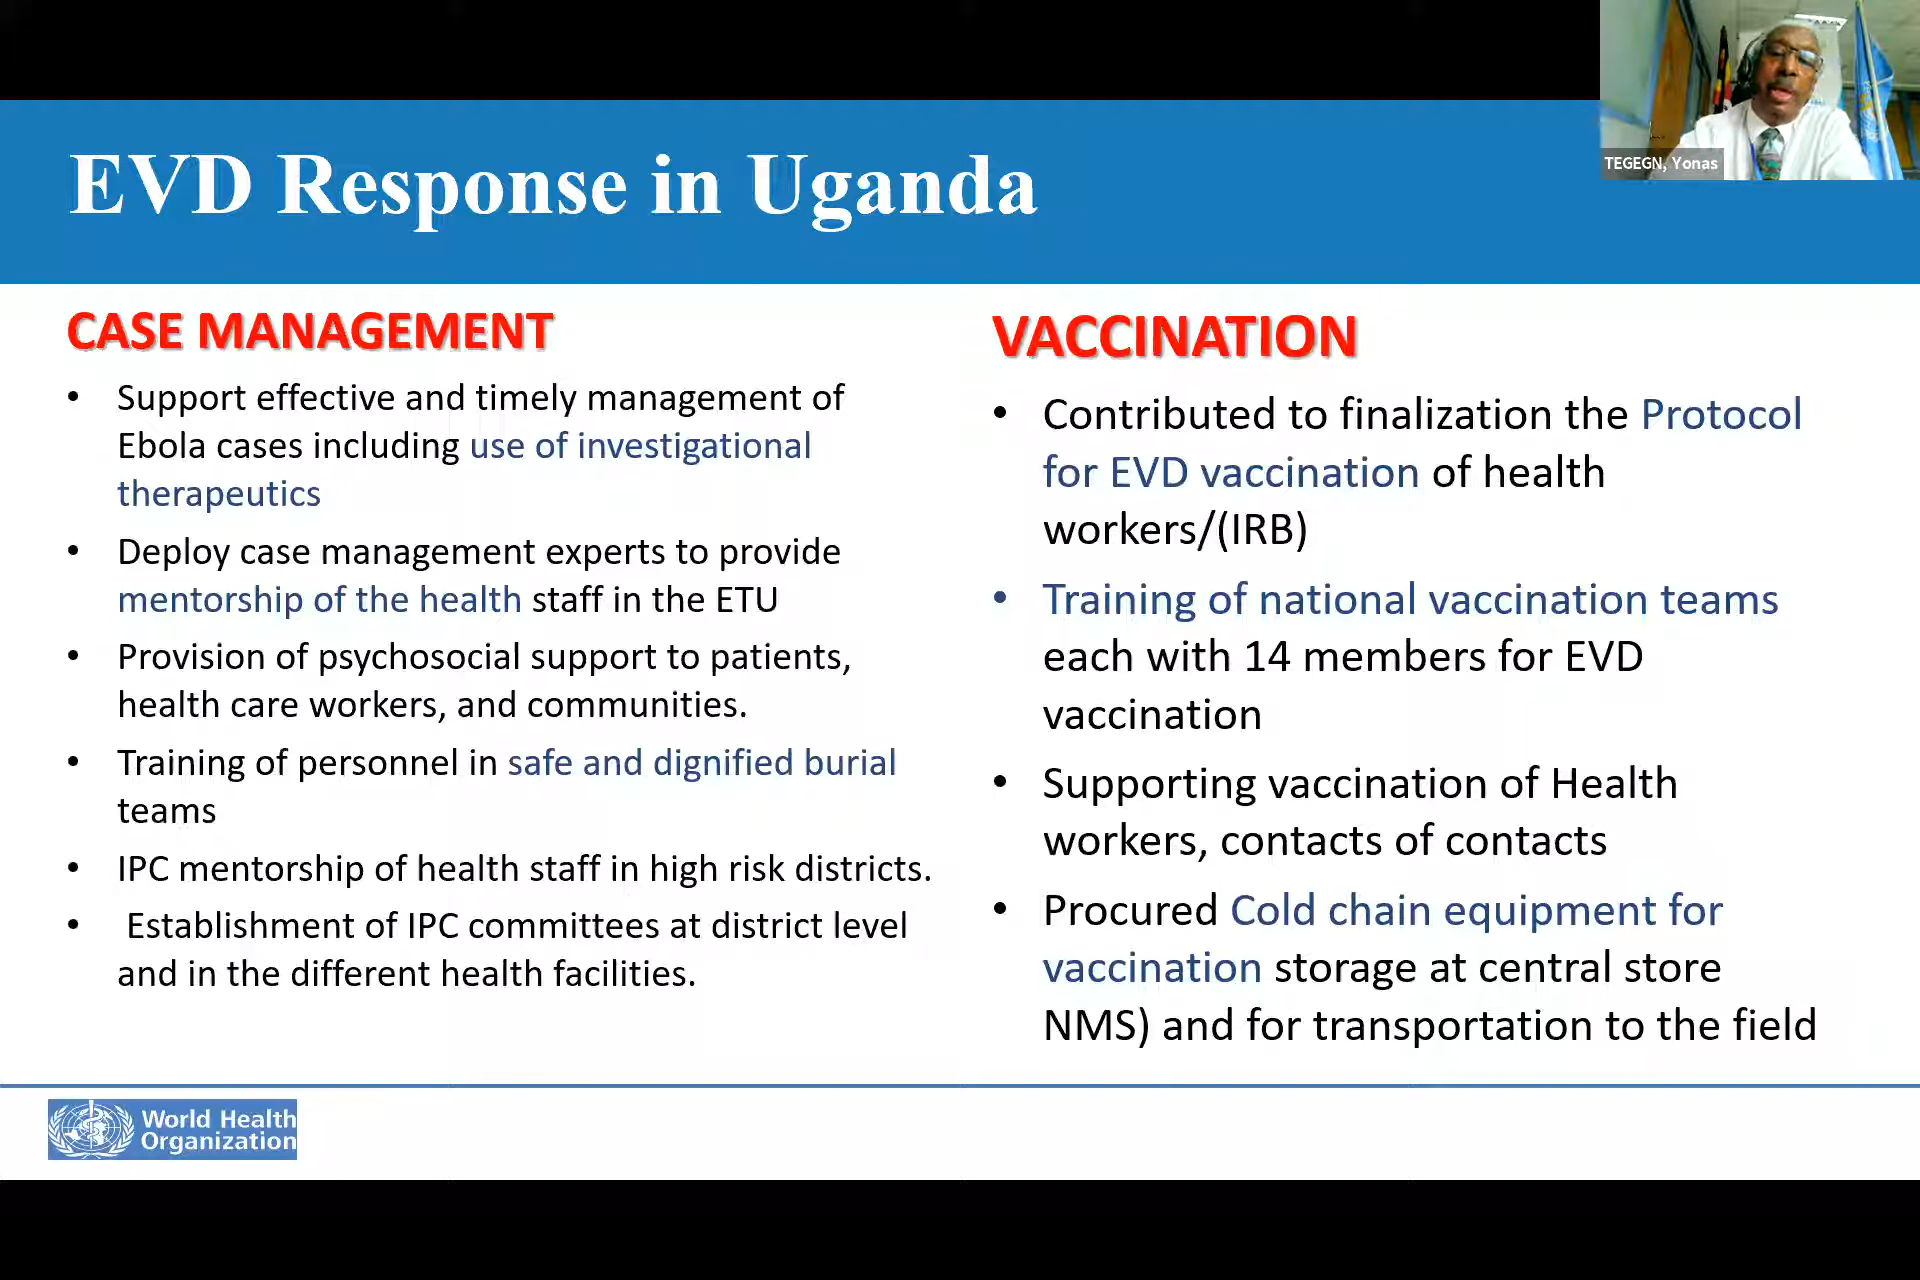 TEGEGN, Yonas
EVD Response in Uganda
CASE MANAGEMENT
• Support effective and timely management of
Ebola cases including use of investigational
therapeutics
• Deploy case management experts to provide
mentorship of the health staff in the ETU
• Provision of psychosocial support to patients,
health care workers, and communities.
• Training of personnel in safe and dignified burial
teams
• IPC mentorship of health staff in high risk districts.
• Establishment of IPC committees at district level
and in the different health facilities.
VACCINATION
• Contributed to finalization the Protocol
for EVD vaccination of health
workers/(IRB)
• Training of national vaccination teams
each with 14 members for EVD
vaccination
• Supporting vaccination of Health
workers, contacts of contacts
• Procured Cold chain equipment for
vaccination storage at central store
NMS) and for transportation to the field
World Health
Organization